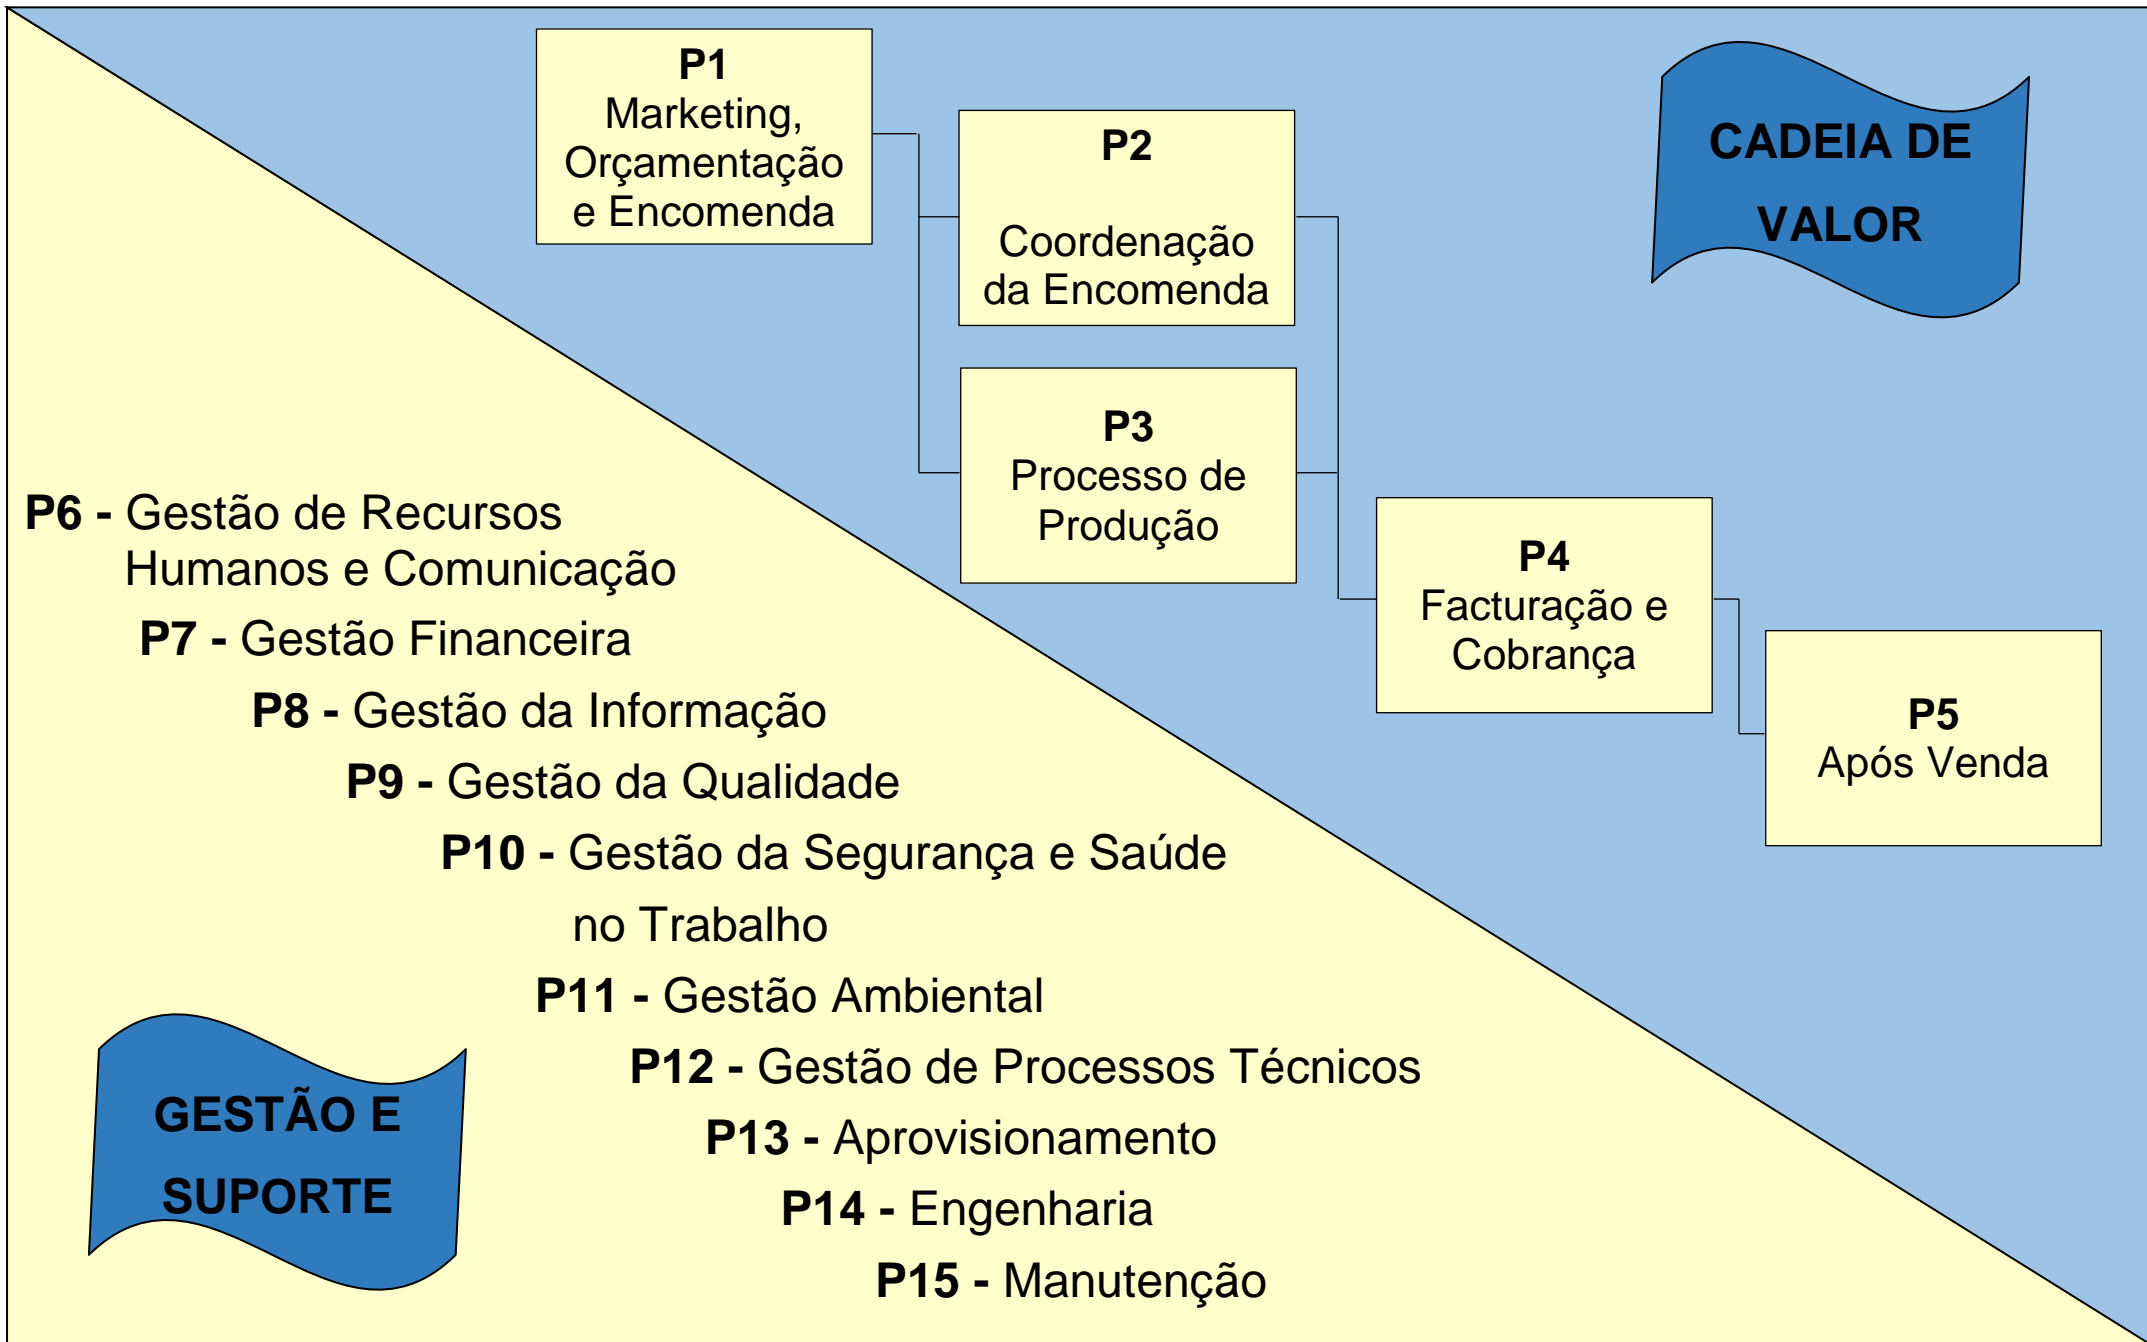 P1
Marketing,
Orçamentação
e Encomenda
P2
Coordenação
da Encomenda
CADEIA DE
VALOR
P3
Processo de
Produção
P4
Facturação e
Cobrança
P5
Após Venda
P6 - Gestão de Recursos
Humanos e Comunicação
P7 - Gestão Financeira
P8 - Gestão da Informação
P9 - Gestão da Qualidade
P10 - Gestão da Segurança e Saúde
no Trabalho
P11 - Gestão Ambiental
P12 - Gestão de Processos Técnicos
P13 - Aprovisionamento
P14 - Engenharia
P15 - Manutenção
GESTÃO E
SUPORTE